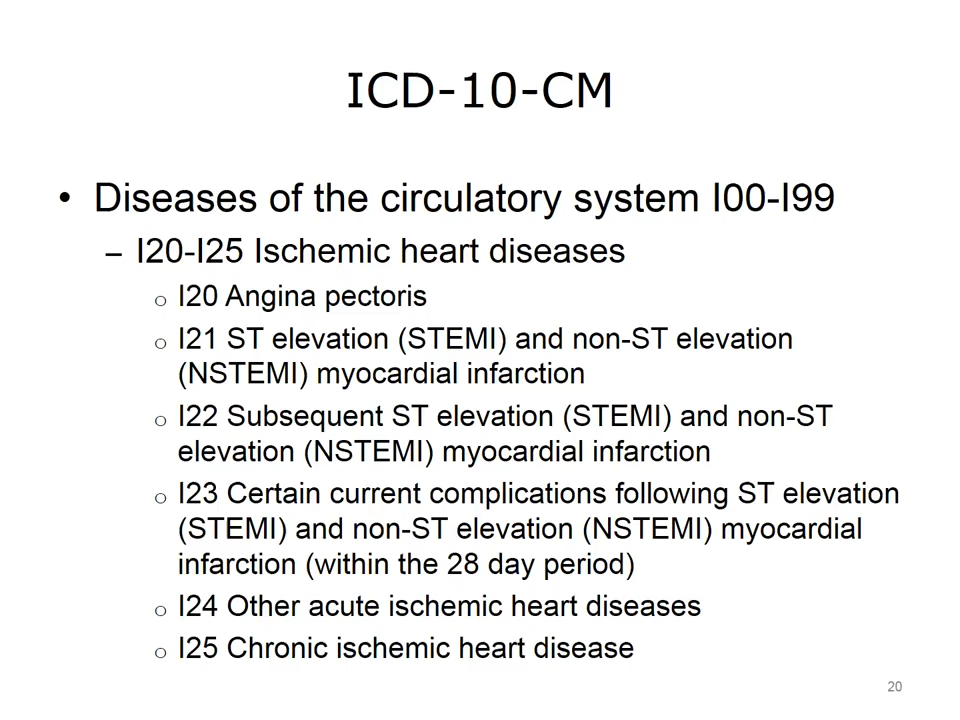 ICD-10-CM
• Diseases of the circulatory system I00-I99
– I20-I25 Ischemic heart diseases
o I20 Angina pectoris
o I21 ST elevation (STEMI) and non-ST elevation
(NSTEMI) myocardial infarction
o I22 Subsequent ST elevation (STEMI) and non-ST
elevation (NSTEMI) myocardial infarction
o I23 Certain current complications following ST elevation
(STEMI) and non-ST elevation (NSTEMI) myocardial
infarction (within the 28 day period)
o I24 Other acute ischemic heart diseases
o I25 Chronic ischemic heart disease
20